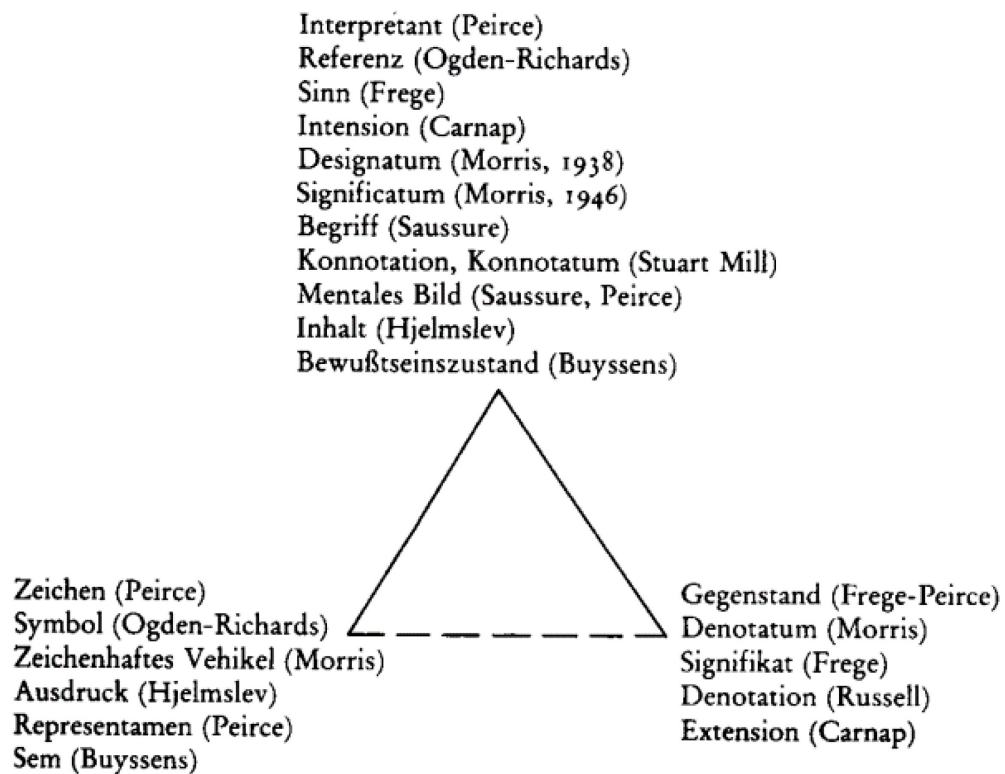 Interpretant (Peirce)
Referenz (Ogden-Richards)
Sinn (Frege)
Intension (Carnap)
Designatum (Morris, 1938)
Significatum (Morris, 1946)
Begriff (Saussure)
Konnotation, Konnotatum (Stuart Mill)
Mentales Bild (Saussure, Peirce)
Inhalt (Hjelmslev)
Bewußtseinszustand (Buyssens)
Zeichen (Peirce)
Symbol (Ogden-Richards)
Zeichenhaftes Vehikel (Morris)
Ausdruck (Hjelmslev)
Representamen (Peirce)
Sem (Buyssens)
Gegenstand (Frege-Peirce)
Denotatum (Morris)
Signifikat (Frege)
Denotation (Russell)
Extension (Carnap)